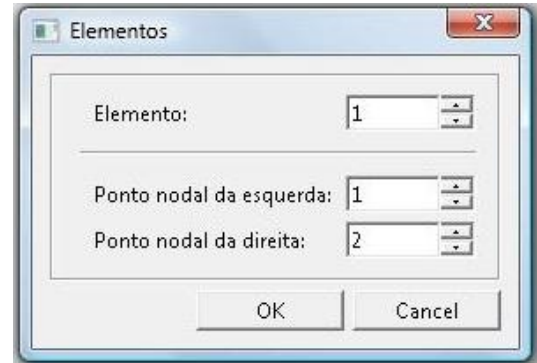 Elementos
Elemento: 1
Ponto nodal da esquerda: 1
Ponto nodal da direita: 2
OK Cancel